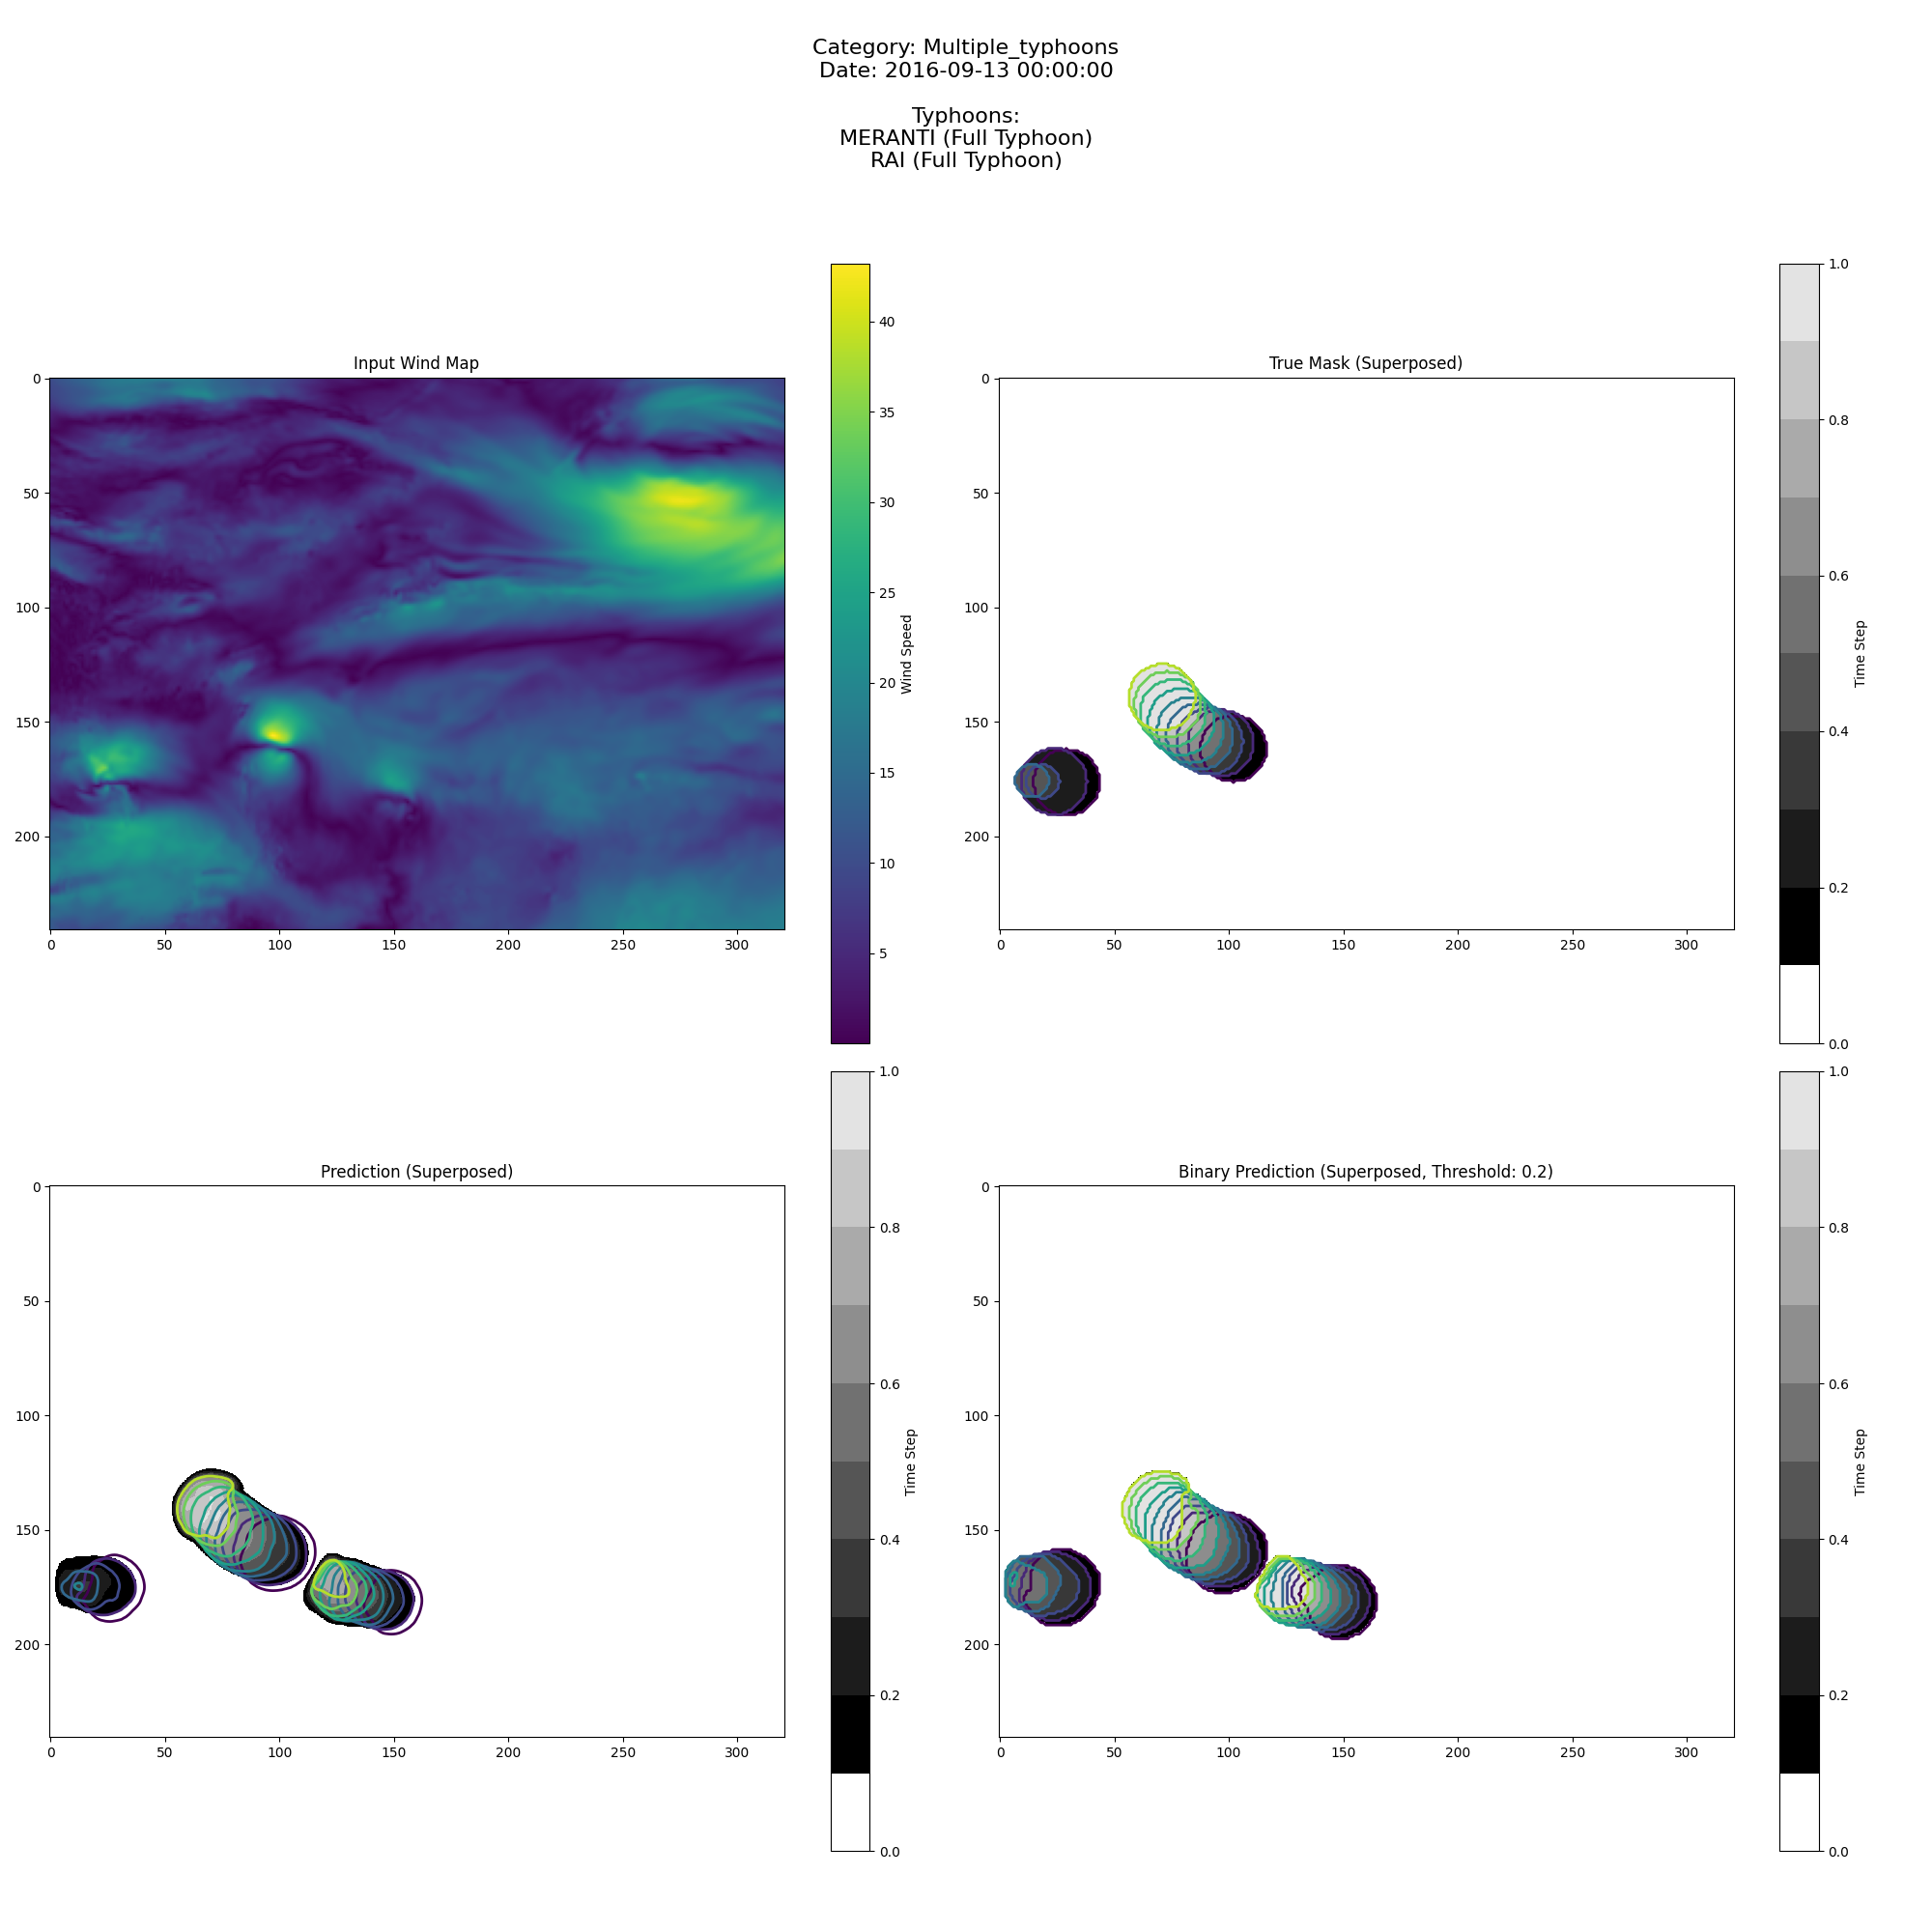 Category: Multiple_typhoons
Date: 2016-09-13 00:00:00
Typhoons:
MERANTI (Full Typhoon)
RAI (Full Typhoon)
Input Wind Map
0
50
100
150
200
0 50 100 150 200 250 300
40
35
30
25
20
15
10
5
Wind Speed
True Mask (Superposed)
0
50
100
150
200
0 50 100 150 200 250 300
1.0
0.8
0.6
0.4
0.2
0.0
Time Step
Prediction (Superposed)
0
50
100
150
200
0 50 100 150 200 250 300
1.0
0.8
0.6
0.4
0.2
0.0
Time Step
Binary Prediction (Superposed, Threshold: 0.2)
0
50
100
150
200
0 50 100 150 200 250 300
1.0
0.8
0.6
0.4
0.2
0.0
Time Step